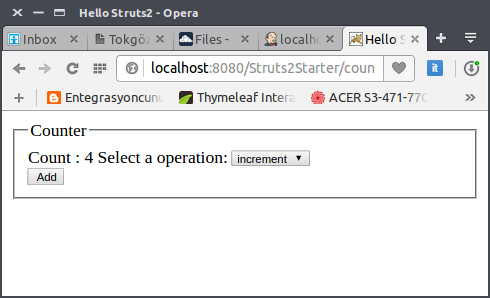 Hello Struts2 - Opera
Inbox
Tokgöz
Files -
localho
Hello S
localhost:8080/Struts2Starter/coun
it
Entegrasyoncunu
Thymeleaf Intera
ACER S3-471-77C
Counter
Count : 4 Select a operation: increment
Add